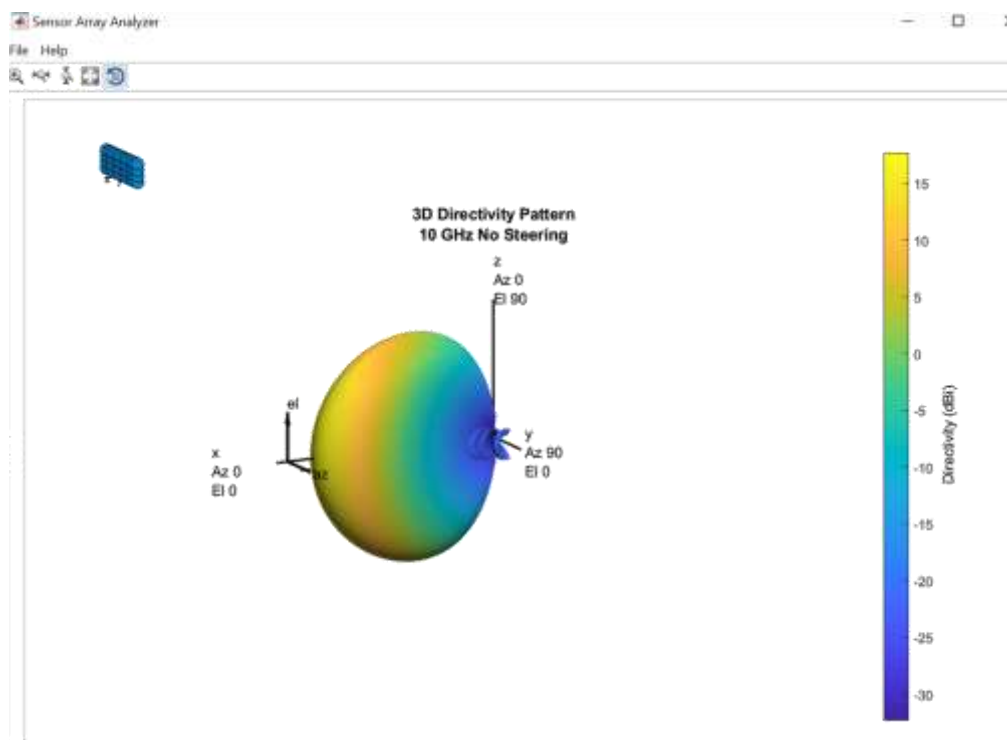 Sensor Array Analyzer
File Help
3D Directivity Pattern
10 GHz No Steering
z
Az 0
El 90
el
x
Az 0
El 0
az
y
Az 90
El 0
15
10
5
0
-5
-10
-15
-20
-25
-30
Directivity (dBi)